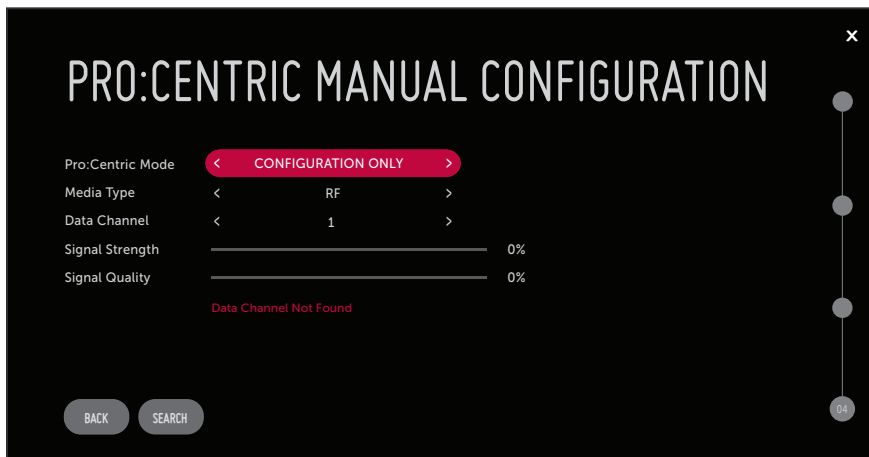 X
PRO:CENTRIC MANUAL CONFIGURATION
Pro:Centric Mode < CONFIGURATION ONLY >
Media Type < RF >
Data Channel < 1 >
Signal Strength 0%
Signal Quality 0%
Data Channel Not Found
BACK SEARCH 04